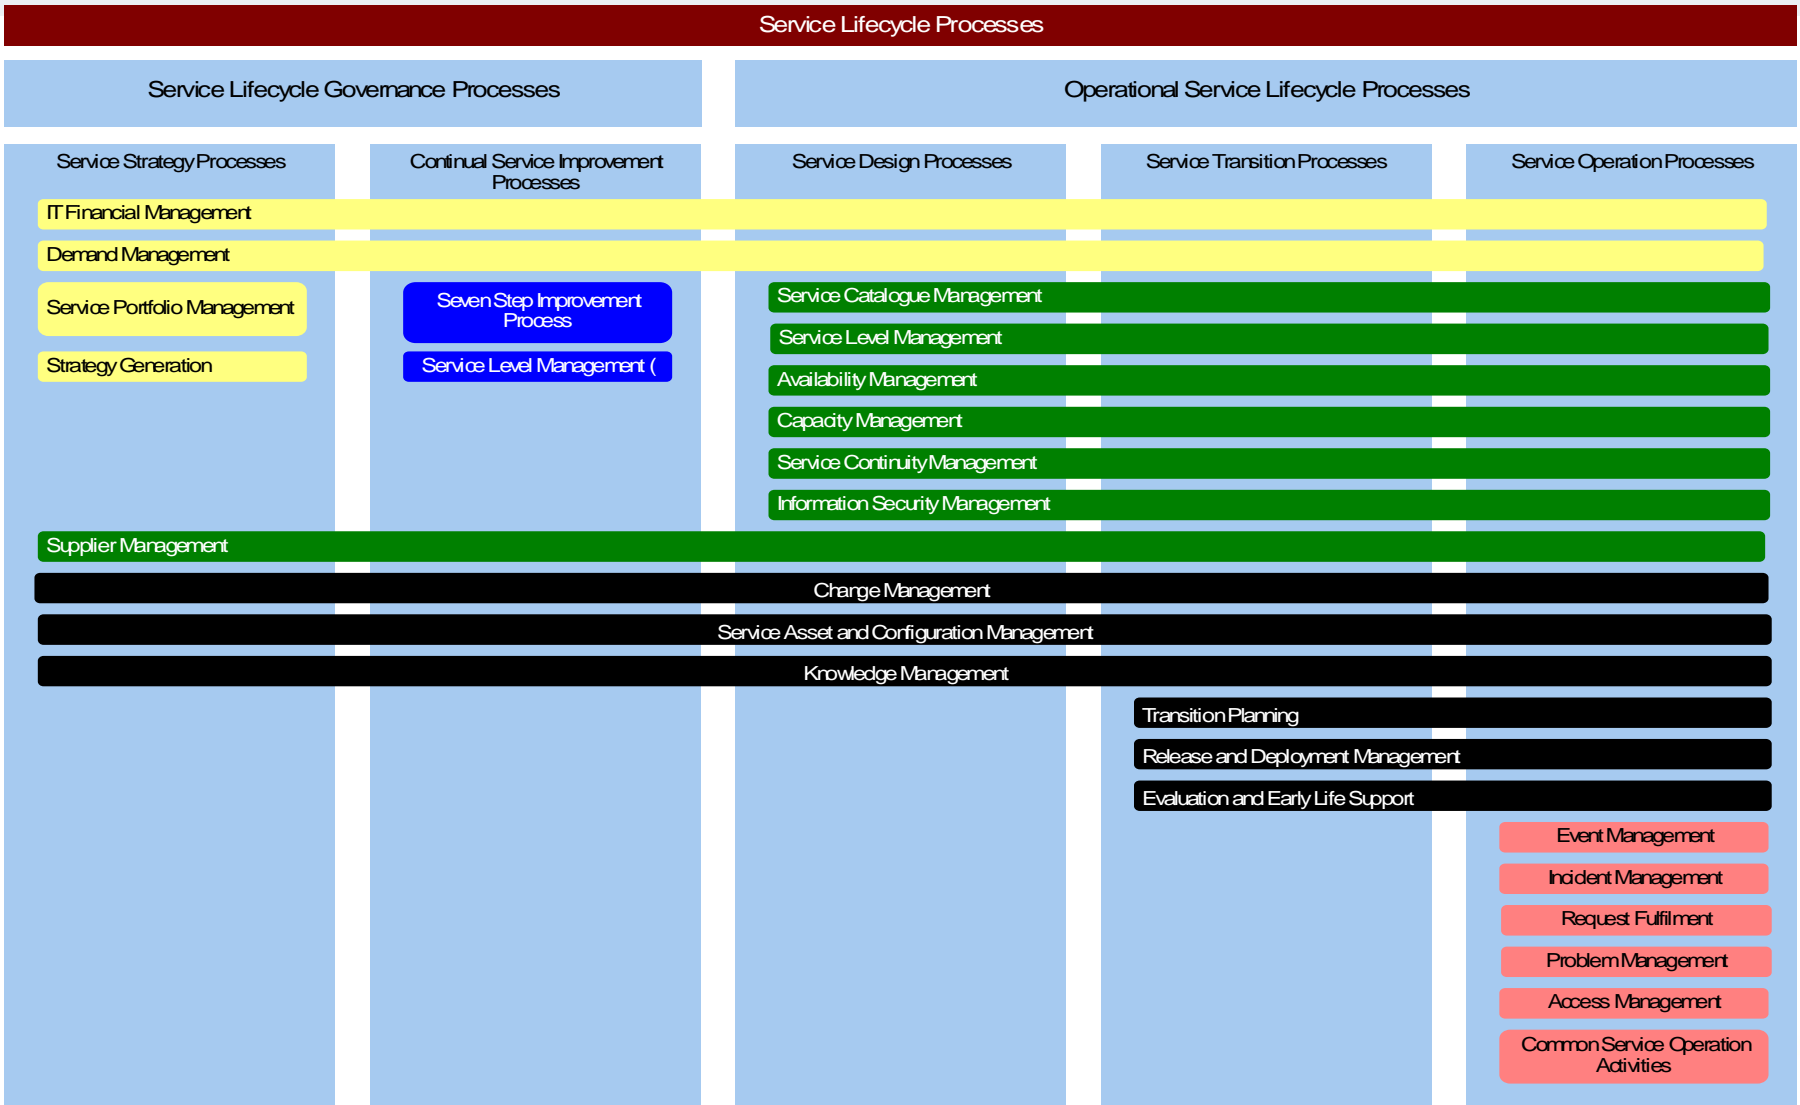 Service Lifecycle Processes
Service Lifecycle Governance Processes
Operational Service Lifecycle Processes
Service Strategy Processes
Continual Service Improvement
Processes
Service Design Processes
Service Transition Processes
Service Operation Processes
IT Financial Management
Demand Management
Service Portfolio Management
Seven Step Improvement
Process
Service Catalogue Management
Service Level Management
Strategy Generation
Service Level Management (
Availability Management
Capacity Management
Service Continuity Management
Information Security Management
Supplier Management
Change Management
Service Asset and Configuration Management
Knowledge Management
Transition Planning
Release and Deployment Management
Evaluation and Early Life Support
Event Management
Incident Management
Request Fulfilment
Problem Management
Access Management
Common Service Operation
Activities